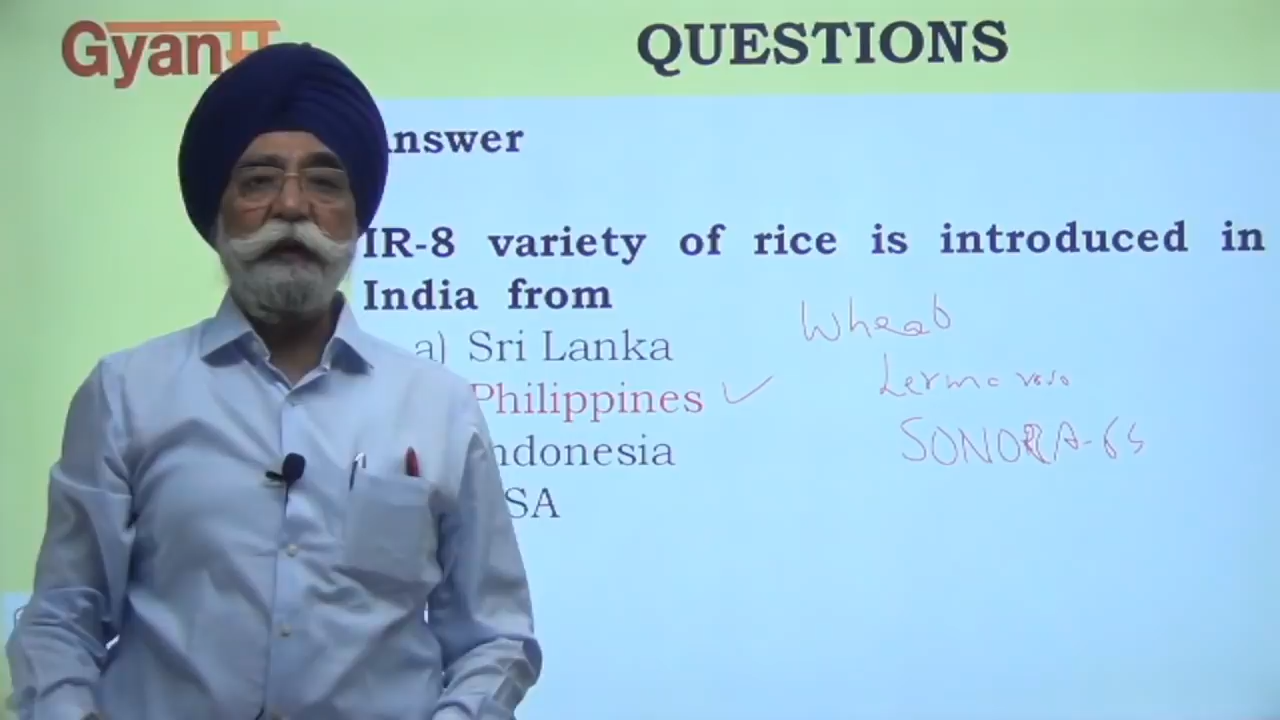 Gyanम
QUESTIONS
nswer
IR-8 variety of rice is introduced in
India from
a) Sri Lanka
Philippines ✓
ndonesia
SA
Wheat
Lerma rojo
SONORA-64